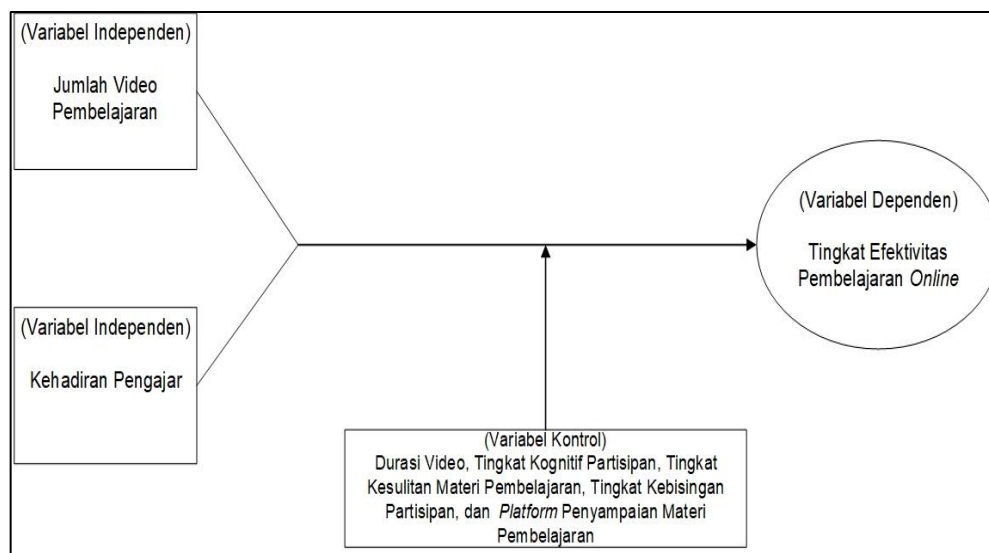 (Variabel Independen)
Jumlah Video
Pembelajaran
(Variabel Dependen)
Tingkat Efektivitas
Pembelajaran Online
(Variabel Independen)
Kehadiran Pengajar
(Variabel Kontrol)
Durasi Video, Tingkat Kognitif Partisipan, Tingkat
Kesulitan Materi Pembelajaran, Tingkat Kebisingan
Partisipan, dan Platform Penyampaian Materi
Pembelajaran